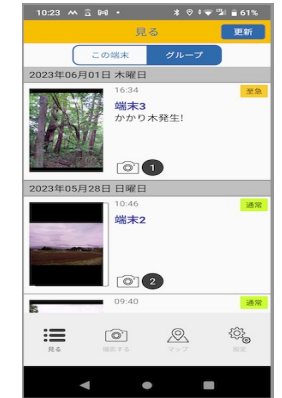 10:23
61%
見る
更新
この端末
グループ
2023年06月01日 木曜日
16:34
至急
端末3
かかり木発生!
1
2023年05月28日 日曜日
10:46
通常
端末2
2
09:40
通常
見る
撮影する
マップ
設定